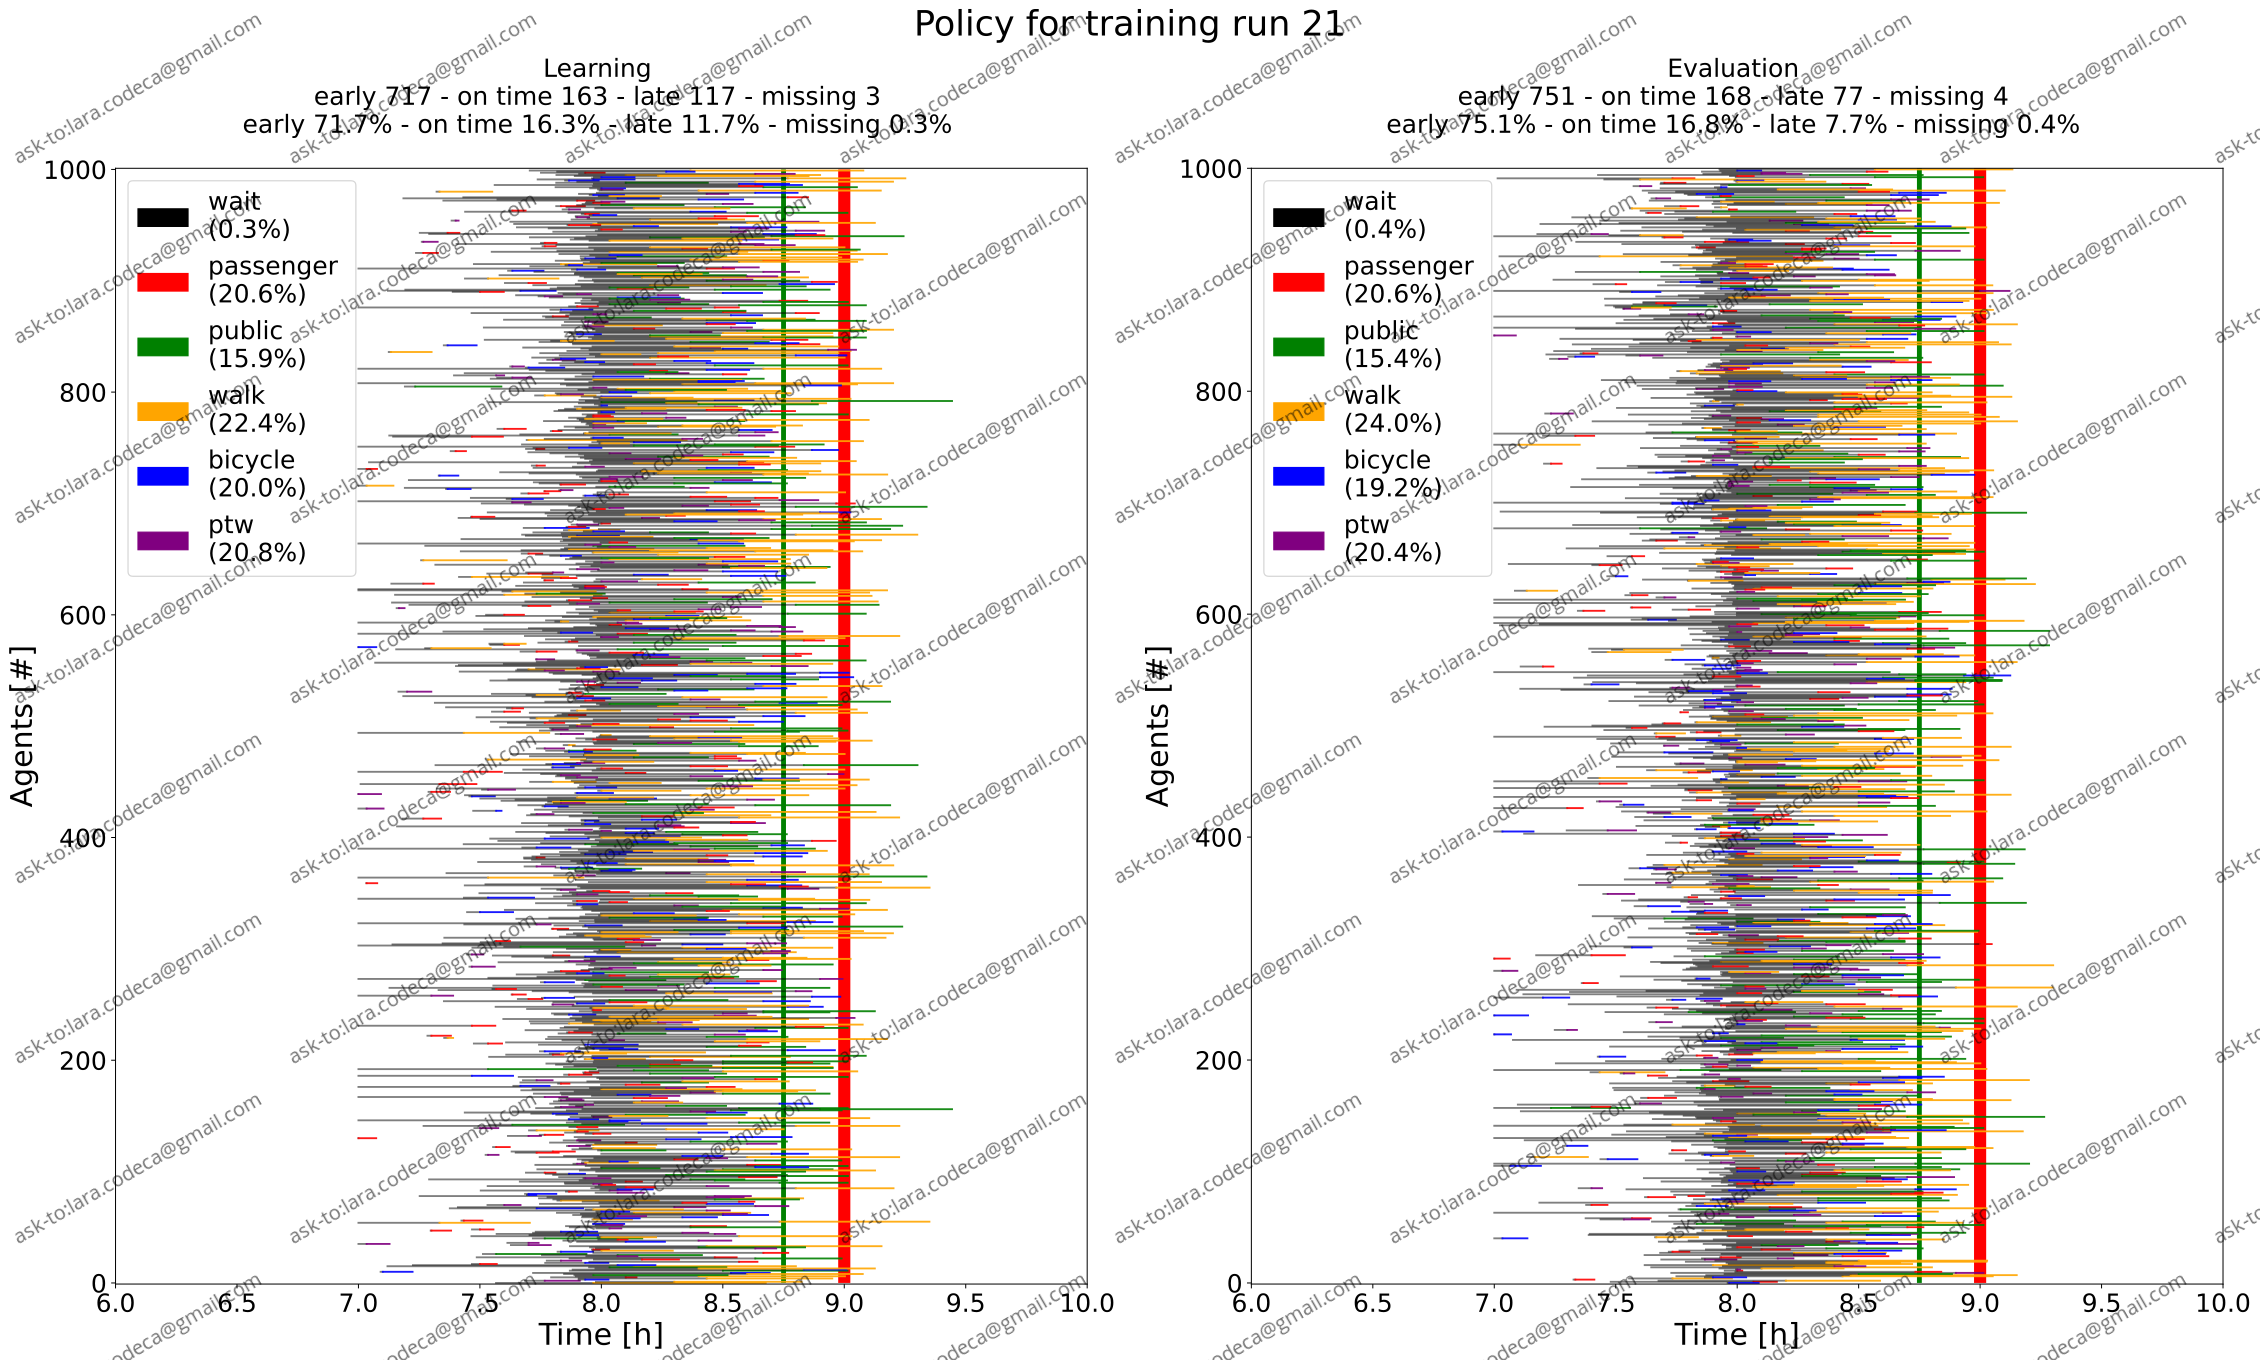 Policy for training run 21
Learning
early 717 - on time 163 - late 117 - missing 3
early 71.7% - on time 16.3% - late 11.7% - missing 0.3%
Evaluation
early 751 - on time 168 - late 77 - missing 4
early 75.1% - on time 16.8% - late 7.7% - missing 0.4%
wait
(0.3%)
passenger
(20.6%)
public
(15.9%)
walk
(22.4%)
bicycle
(20.0%)
ptw
(20.8%)
1000
800
600
400
200
0
Agents [#]
6.0 6.5 7.0 7.5 8.0 8.5 9.0 9.5 10.0
Time [h]
wait
(0.4%)
passenger
(20.6%)
public
(15.4%)
walk
(24.0%)
bicycle
(19.2%)
ptw
(20.4%)
1000
800
600
400
200
0
Agents [#]
6.0 6.5 7.0 7.5 8.0 8.5 9.0 9.5 10.0
Time [h]
ask-to:lara.codeca@gmail.com